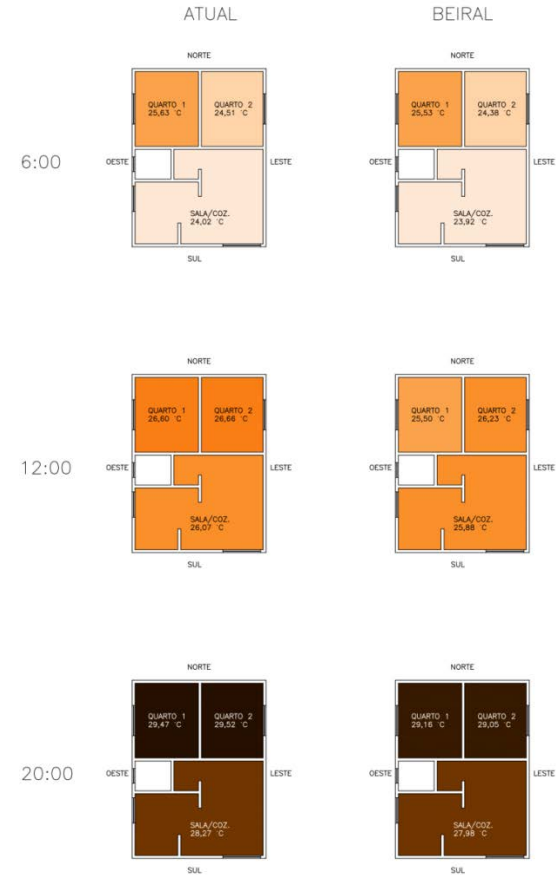 ATUAL
BEIRAL
6:00
NORTE
QUARTO 1
25,63 °C
QUARTO 2
24,51 °C
OESTE
LESTE
SALA/COZ.
24,02 °C
SUL
NORTE
QUARTO 1
25,53 °C
QUARTO 2
24,38 °C
OESTE
LESTE
SALA/COZ.
23,92 °C
SUL
12:00
NORTE
QUARTO 1
26,60 °C
QUARTO 2
26,66 °C
OESTE
LESTE
SALA/COZ.
26,07 °C
SUL
NORTE
QUARTO 1
25,50 °C
QUARTO 2
26,23 °C
OESTE
LESTE
SALA/COZ.
25,88 °C
SUL
20:00
NORTE
QUARTO 1
29,47 °C
QUARTO 2
29,52 °C
OESTE
LESTE
SALA/COZ.
28,27 °C
SUL
NORTE
QUARTO 1
29,16 °C
QUARTO 2
29,05 °C
OESTE
LESTE
SALA/COZ.
27,98 °C
SUL